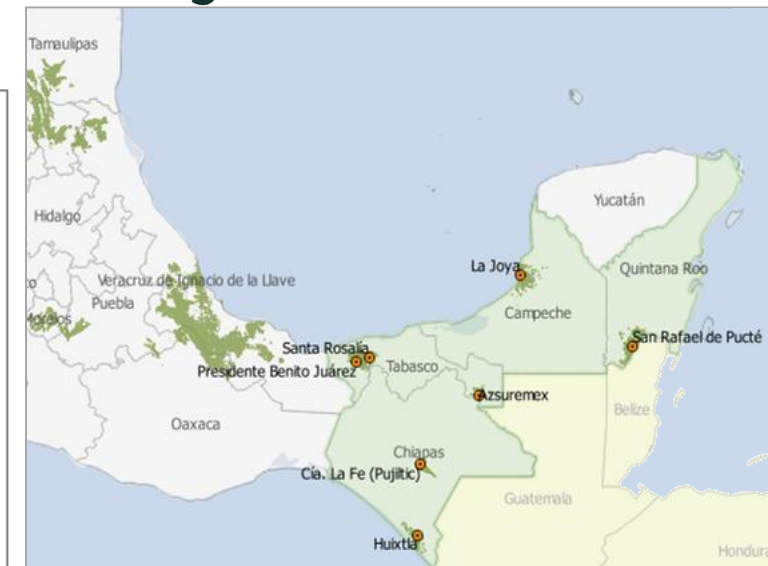 Tamaulipas
Hidalgo
Veracruz de Ignacio de la Llave
Puebla
Morelos
Oaxaca
Yucatán
La Joya
Quintana Roo
Campeche
San Rafael de Pucté
Santa Rosalía
Presidente Benito Juárez
Tabasco
Azsuremex
Belize
Chiapas
Cía. La Fe (Pujiltic)
Guatemala
Huixtla
Hondura